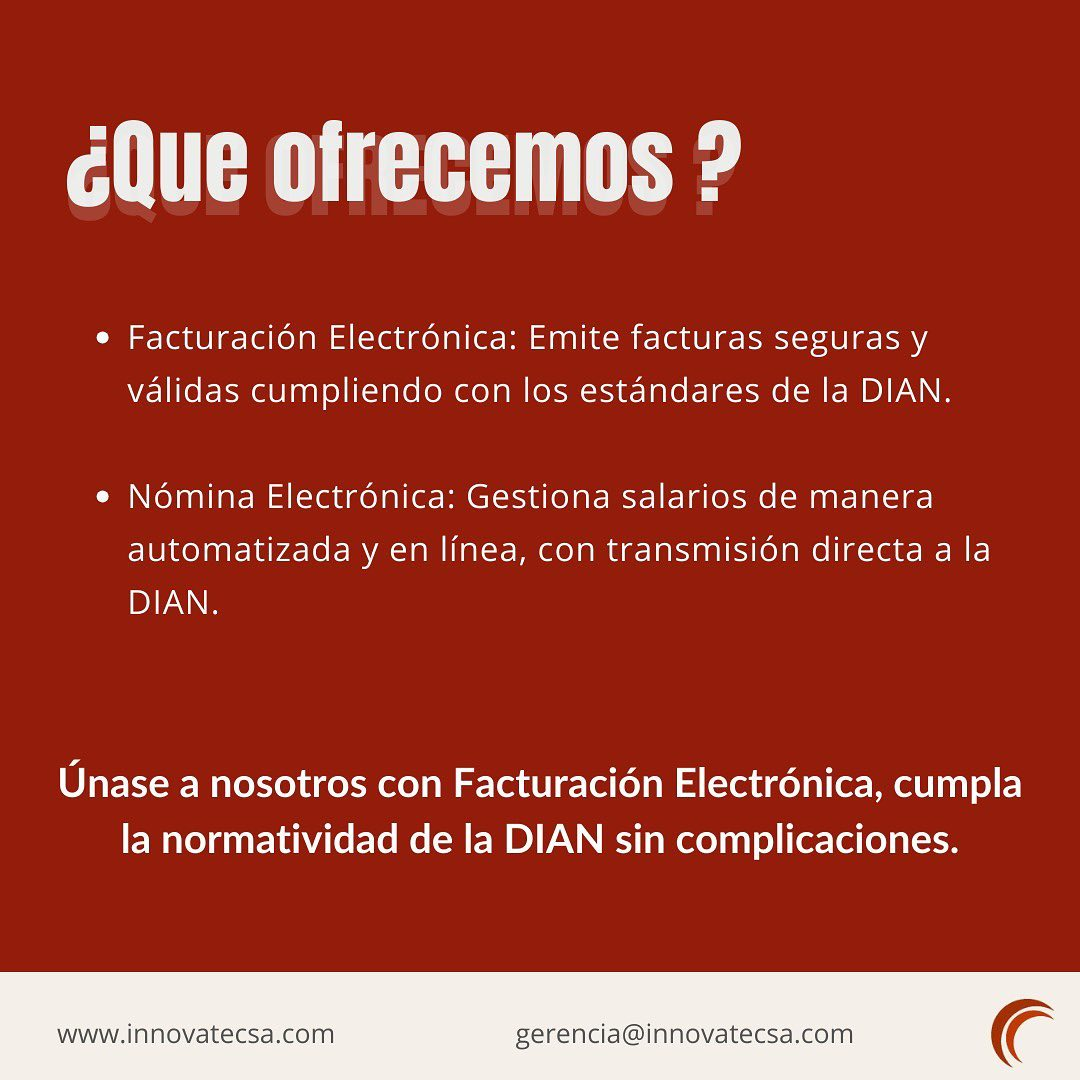 ¿Que ofrecemos ?
• Facturación Electrónica: Emite facturas seguras y
válidas cumpliendo con los estándares de la DIAN.
• Nómina Electrónica: Gestiona salarios de manera
automatizada y en línea, con transmisión directa a la
DIAN.
Únase a nosotros con Facturación Electrónica, cumpla
la normatividad de la DIAN sin complicaciones.
www.innovatecsa.com
gerencia@innovatecsa.com